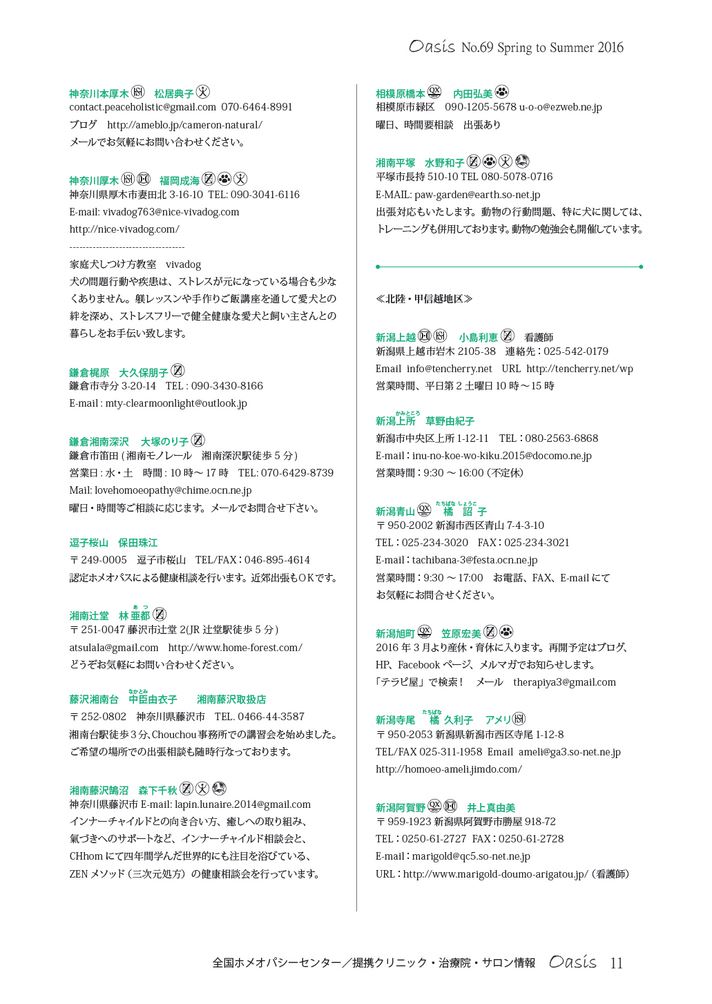 Oasis No.69 Spring to Summer 2016
神奈川本厚木 松居典子
contact.peaceholistic@gmail.com 070-6464-8991
ブログ http://ameblo.jp/cameron-natural/
メールでお気軽にお問い合わせください。
神奈川厚木 福岡成海
神奈川県厚木市妻田北 3-16-10 TEL: 090-3041-6116
E-mail: vivadog763@nice-vivadog.com
http://nice-vivadog.com/
-----------------------------------
家庭犬しつけ方教室 vivadog
犬の問題行動や疾患は、ストレスが元になっている場合も少な
くありません。躾レッスンや手作りご飯講座を通して愛犬との
絆を深め、ストレスフリーで健全健康な愛犬と飼い主さんとの
暮らしをお手伝い致します。
鎌倉梶原 大久保朋子
鎌倉市寺分 3-20-14 TEL : 090-3430-8166
E-mail : mty-clearmoonlight@outlook.jp
鎌倉湘南深沢 大塚のり子
鎌倉市笛田 ( 湘南モノレール 湘南深沢駅徒歩 5 分 )
営業日 : 水・土 時間 : 10 時〜 17 時 TEL: 070-6429-8739
Mail: lovehomoeopathy@chime.ocn.ne.jp
曜日・時間等ご相談に応じます。メールでお問合せ下さい。
逗子桜山 保田珠江
〒 249-0005 逗子市桜山 TEL/FAX：046-895-4614
認定ホメオパスによる健康相談を行います。近郊出張もＯＫです。
湘南辻堂 林 亜都
あ つ
〒 251-0047 藤沢市辻堂 2(JR 辻堂駅徒歩 5 分 )
atsulala@gmail.com http://www.home-forest.com/
どうぞお気軽にお問い合わせください。
藤沢湘南台 中臣由衣子 湘南藤沢取扱店
なかとみ
〒 252-0802 神奈川県藤沢市 TEL. 0466-44-3587
湘南台駅徒歩 3 分、Chouchou 事務所での講習会を始めました。
ご希望の場所での出張相談も随時行なっております。
湘南藤沢鵠沼 森下千秋
神奈川県藤沢市 E-mail: lapin.lunaire.2014@gmail.com
インナーチャイルドとの向き合い方、癒しへの取り組み、
氣づきへのサポートなど、インナーチャイルド相談会と、
CHhom にて四年間学んだ世界的にも注目を浴びている、
ZEN メソッド（三次元処方）の健康相談会を行っています。
相模原橋本 内田弘美
相模原市緑区 090-1205-5678 u-o-o@ezweb.ne.jp
曜日、時間要相談 出張あり
湘南平塚 水野和子
平塚市長持 510-10 TEL 080-5078-0716
E-MAIL: paw-garden@earth.so-net.jp
出張対応もいたします。動物の行動問題、特に犬に関しては、
トレーニングも併用しております。動物の勉強会も開催しています。
≪北陸・甲信越地区≫
新潟上越 小島利恵 看護師
新潟県上越市岩木 2105-38 連絡先：025-542-0179
Email info@tencherry.net URL http://tencherry.net/wp
営業時間、平日第 2 土曜日 10 時〜 15 時
かみところ
新潟上所 草野由紀子
新潟市中央区上所 1-12-11 TEL：080-2563-6868
E-mail：inu-no-koe-wo-kiku.2015@docomo.ne.jp
営業時間：9:30 〜 16:00（不定休）
たちばな しょうこ
新潟青山 橘 詔 子
〒 950-2002 新潟市西区青山 7-4-3-10
TEL：025-234-3020 FAX：025-234-3021
E-mail：tachibana-3@festa.ocn.ne.jp
営業時間：9:30 〜 17:00 お電話、FAX、E-mail にて
お気軽にお問合せください。
新潟旭町 笠原宏美
2016 年 3 月より産休・育休に入ります。再開予定はブログ、
HP、Facebook ページ、メルマガでお知らせします。
「テラピ屋」で検索！ メール therapiya3@gmail.com
たちばな
新潟寺尾 橘 久利子 アメリ
〒 950-2053 新潟県新潟市西区寺尾 1-12-8
TEL/FAX 025-311-1958 Email ameli@ga3.so-net.ne.jp
http://homoeo-ameli.jimdo.com/
新潟阿賀野 井上真由美
〒 959-1923 新潟県阿賀野市勝屋 918-72
TEL：0250-61-2727 FAX：0250-61-2728
E-mail：marigold@qc5.so-net.ne.jp
URL：http://www.marigold-doumo-arigatou.jp/（看護師）
全国ホメオパシーセンター／提携クリニック・治療院・サロン情報 Oasis 11